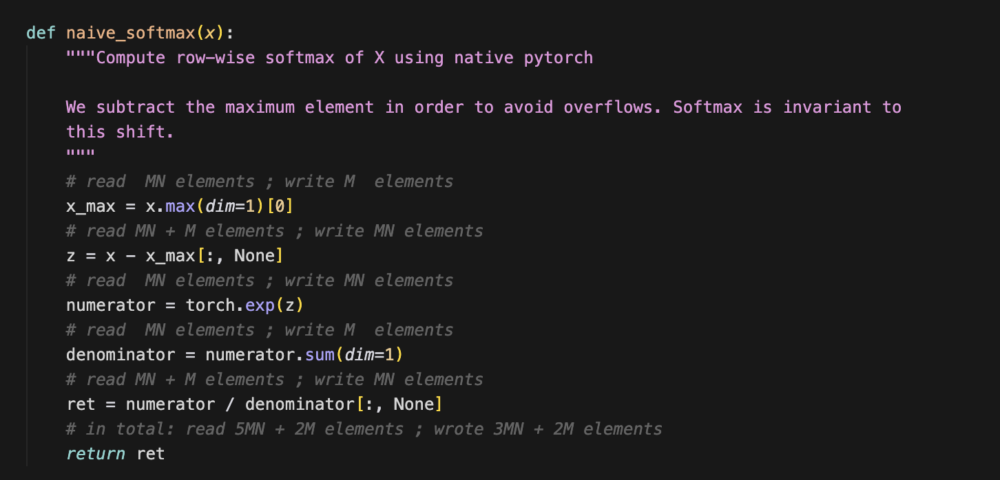 def naive_softmax(x):
    """Compute row-wise softmax of X using native pytorch

    We subtract the maximum element in order to avoid overflows. Softmax is invariant to
    this shift.
    """
    # read  MN elements ; write M  elements
    x_max = x.max(dim=1)[0]
    # read MN + M elements ; write MN elements
    z = x - x_max[:, None]
    # read  MN elements ; write MN elements
    numerator = torch.exp(z)
    # read  MN elements ; write M  elements
    denominator = numerator.sum(dim=1)
    # read MN + M elements ; write MN elements
    ret = numerator / denominator[:, None]
    # in total: read 5MN + 2M elements ; wrote 3MN + 2M elements
    return ret